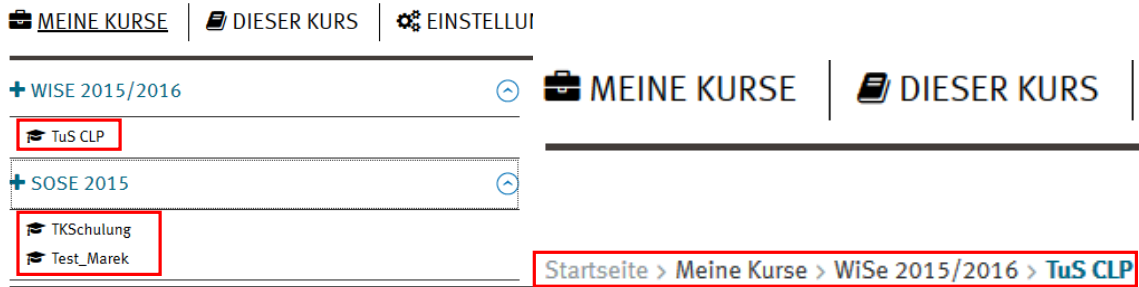 MEINE KURSE DIESER KURS EINSTELLU
WISE 2015/2016
TuS CLP
SOSE 2015
TKSchulung
Test_Marek
MEINE KURSE DIESER KURS
Startseite > Meine Kurse > WiSe 2015/2016 > TuS CLP